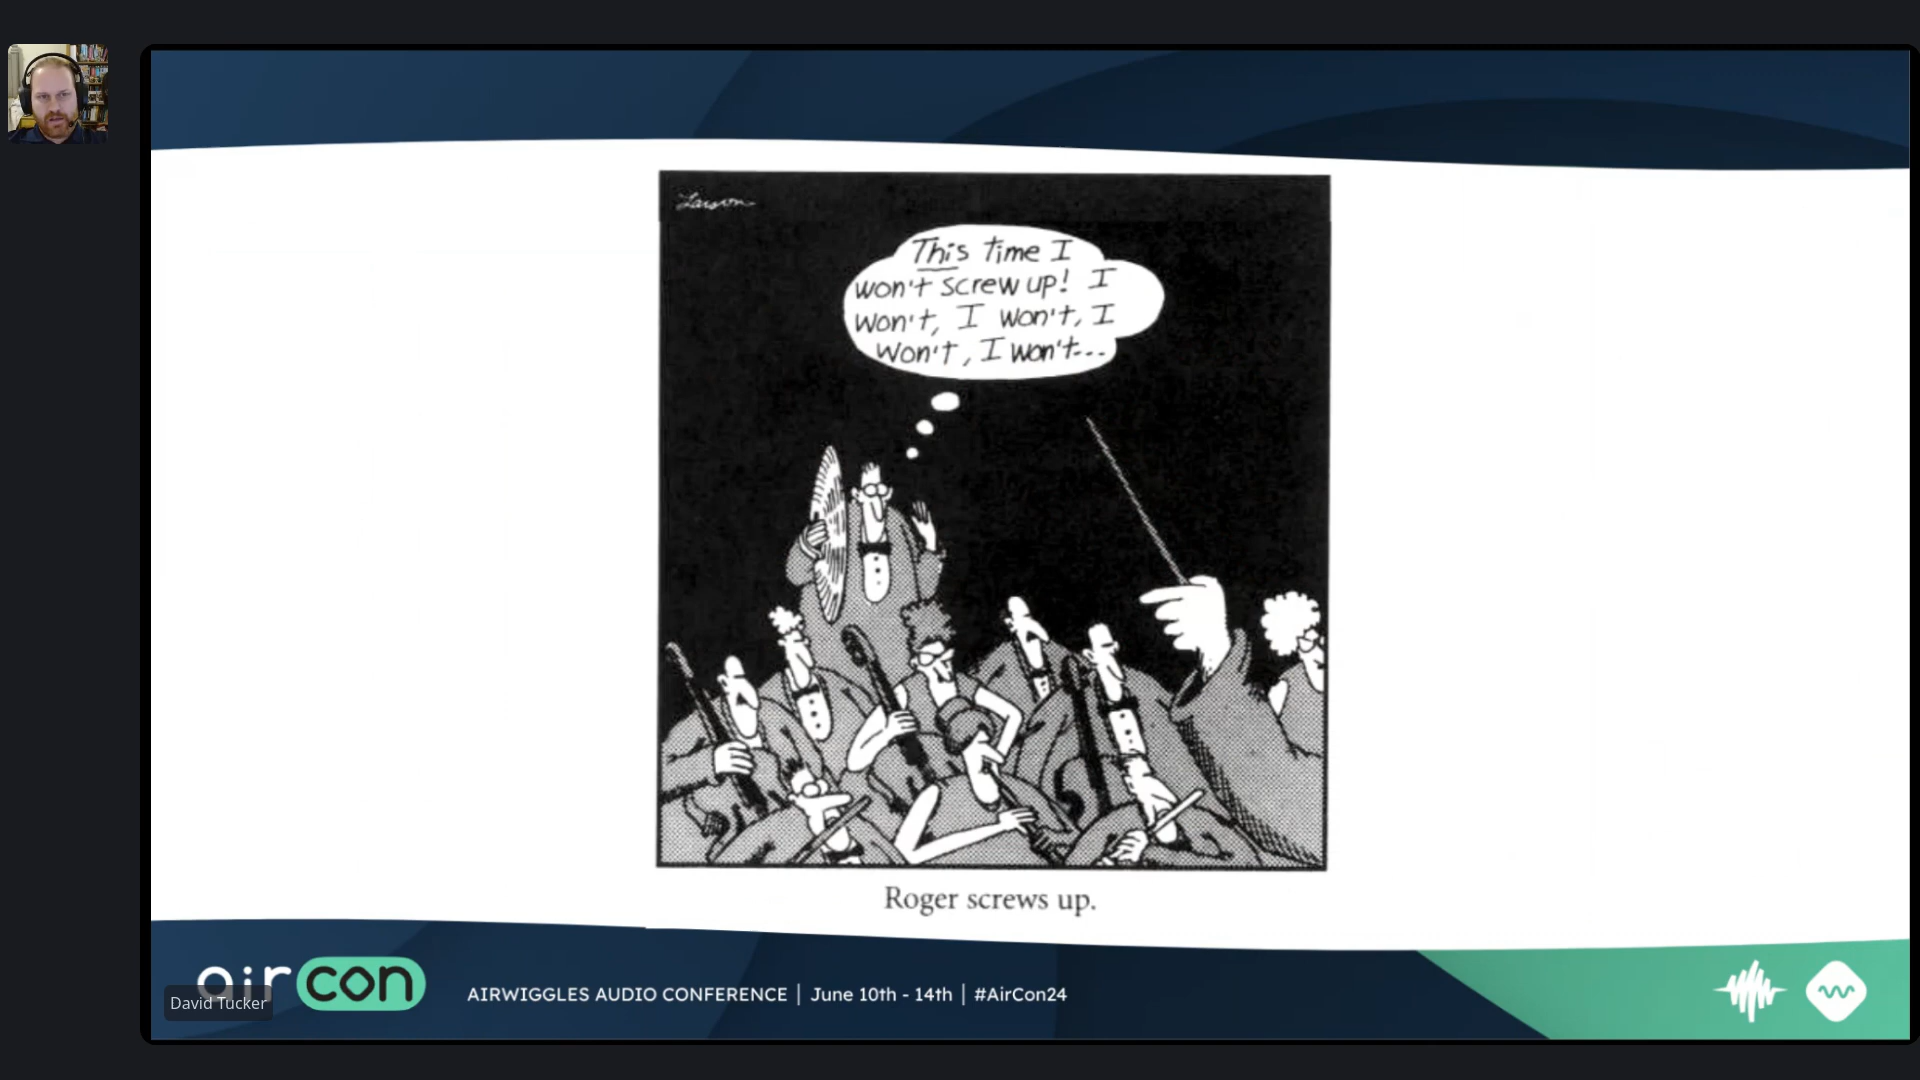 Larson
This time I
won't screw up! I
won't, I won't, I
won't, I won't...
Roger screws up.
aircon
David Tucker
AIRWIGGLES AUDIO CONFERENCE | June 10th - 14th | #AirCon24